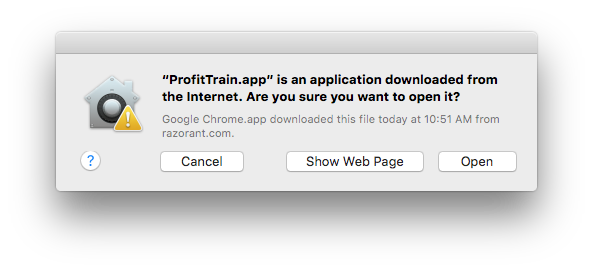 “ProfitTrain.app” is an application downloaded from
the Internet. Are you sure you want to open it?
Google Chrome.app downloaded this file today at 10:51 AM from
razorant.com.
? Cancel Show Web Page Open